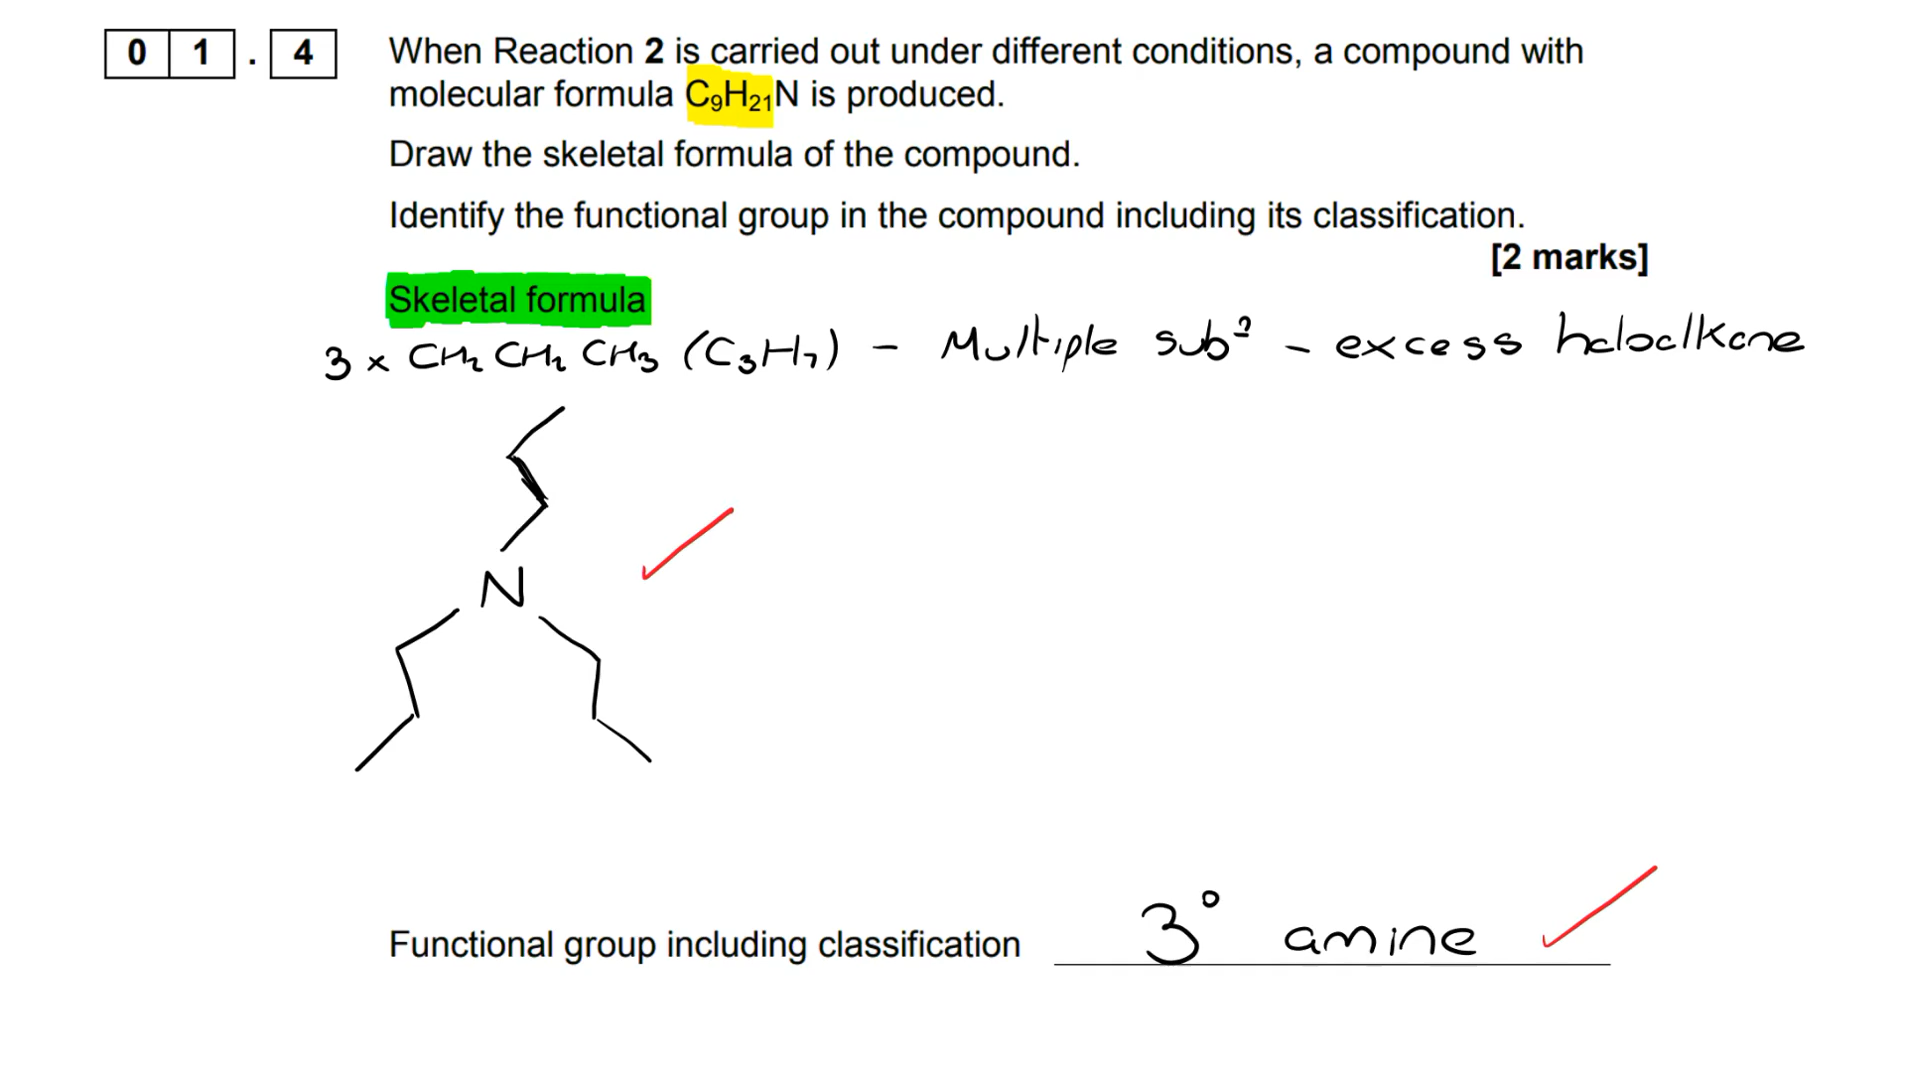 0 1 . 4 When Reaction 2 is carried out under different conditions, a compound with
molecular formula C₉H₂₁N is produced.
Draw the skeletal formula of the compound.
Identify the functional group in the compound including its classification.
[2 marks]
Skeletal formula
3 x CH₂ CH₂ CH₃ (C₃H₇) - Multiple subⁿ - excess haloalkane
N
Functional group including classification 3° amine